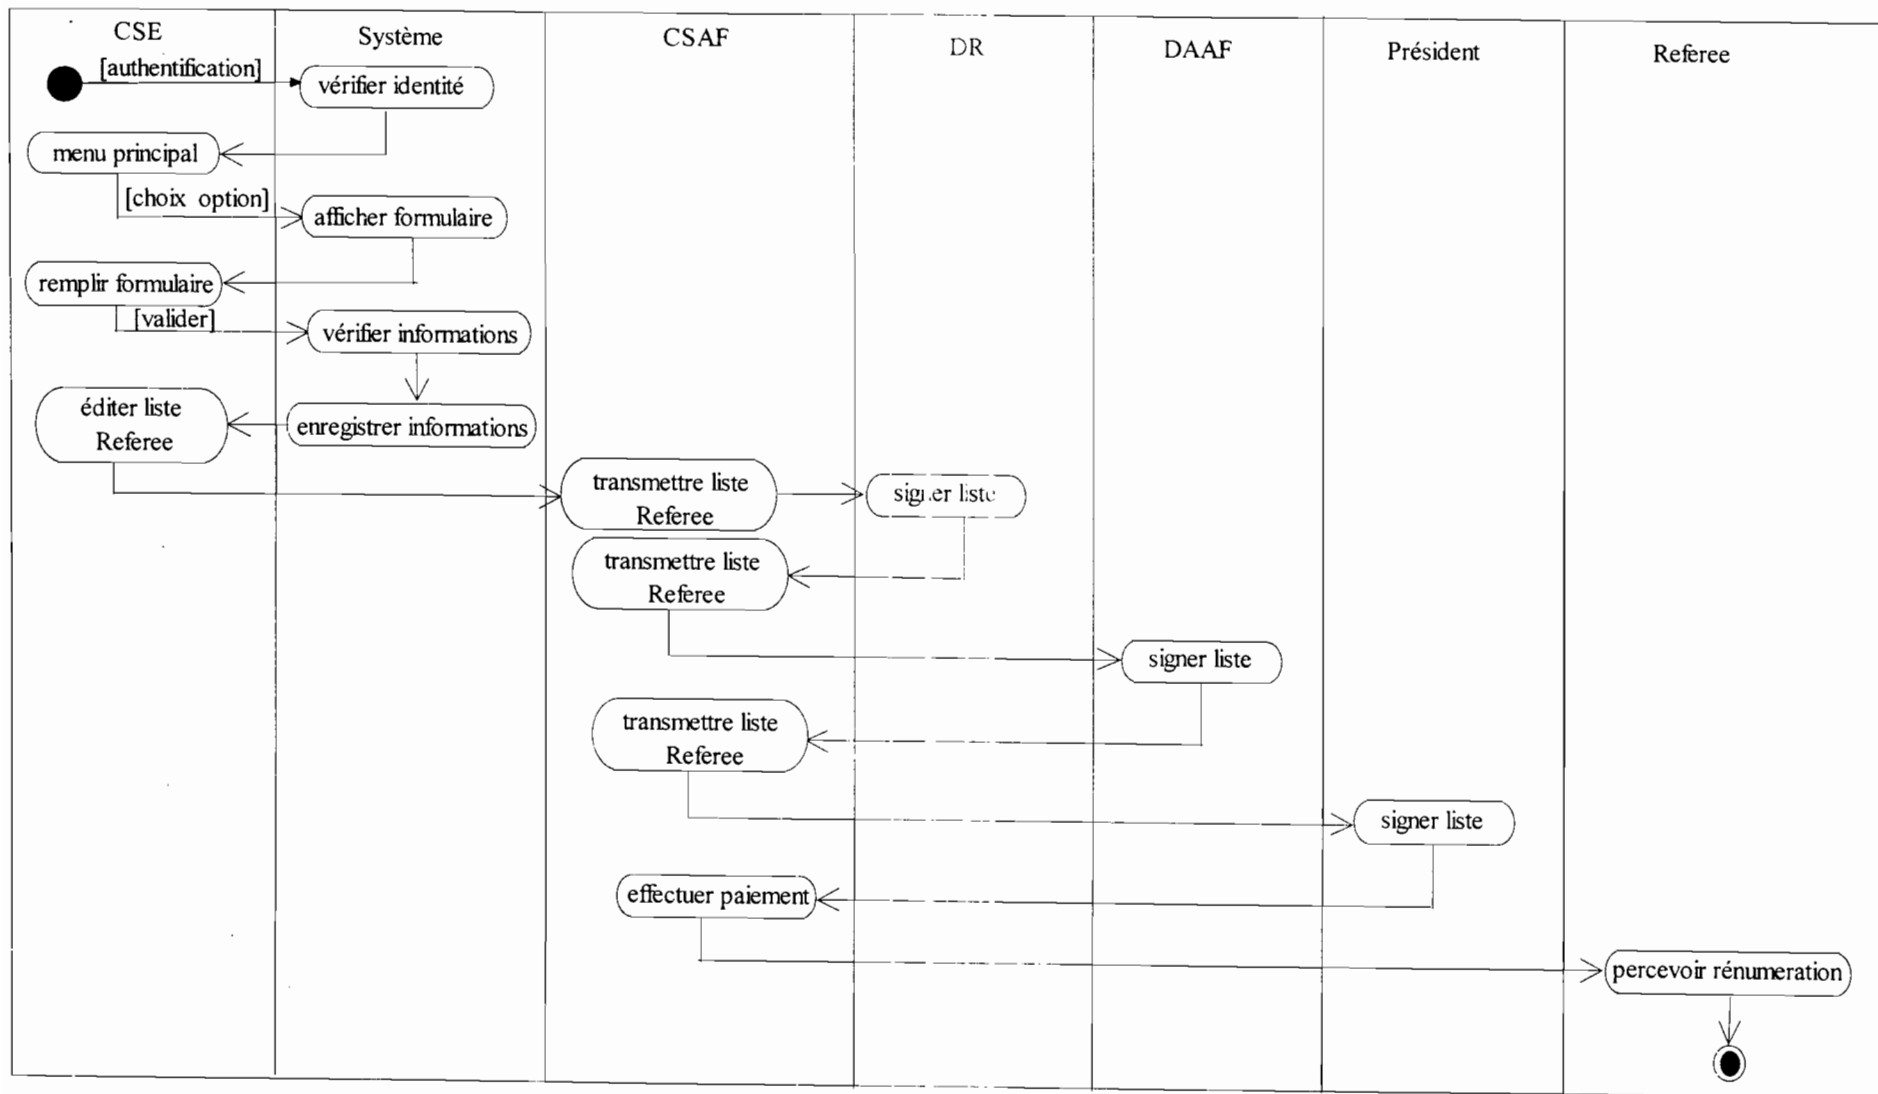 CSE
Système
CSAF
DR
DAAF
Président
Referee
[authentification]
vérifier identité
menu principal
[choix option]
afficher formulaire
remplir formulaire
[valider]
vérifier informations
éditer liste
Referee
enregistrer informations
transmettre liste
Referee
signer liste
transmettre liste
Referee
signer liste
transmettre liste
Referee
signer liste
effectuer paiement
percevoir rénumeration